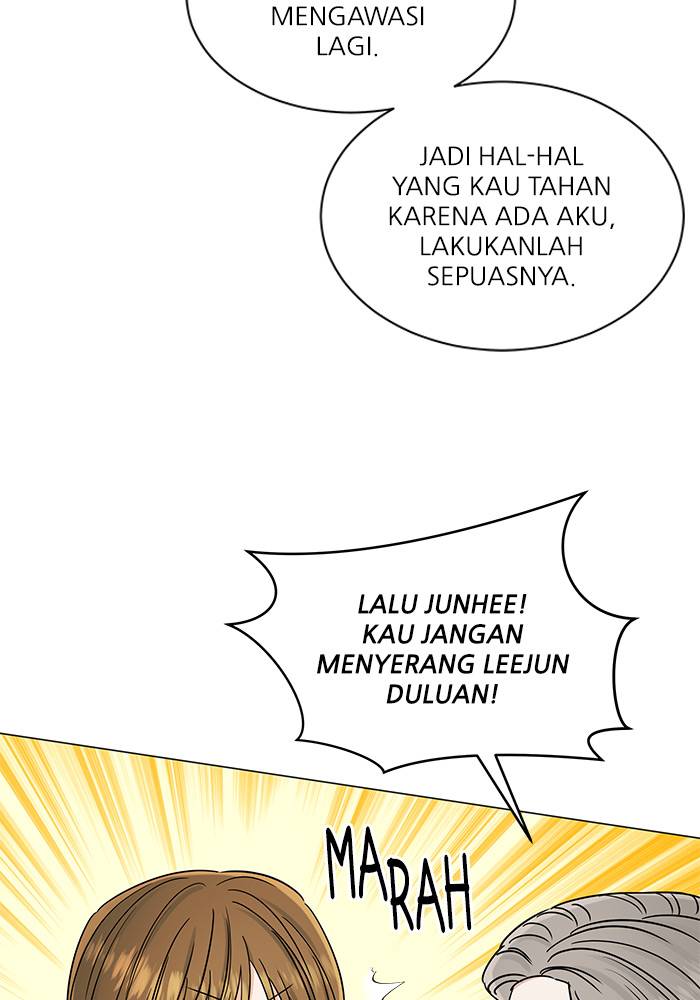 MENGAWASI
LAGI.
JADI HAL-HAL
YANG KAU TAHAN
KARENA ADA AKU,
LAKUKANLAH
SEPUASNYA.
LALU JUNHEE!
KAU JANGAN
MENYERANG LEEJUN
DULUAN!
MARAH